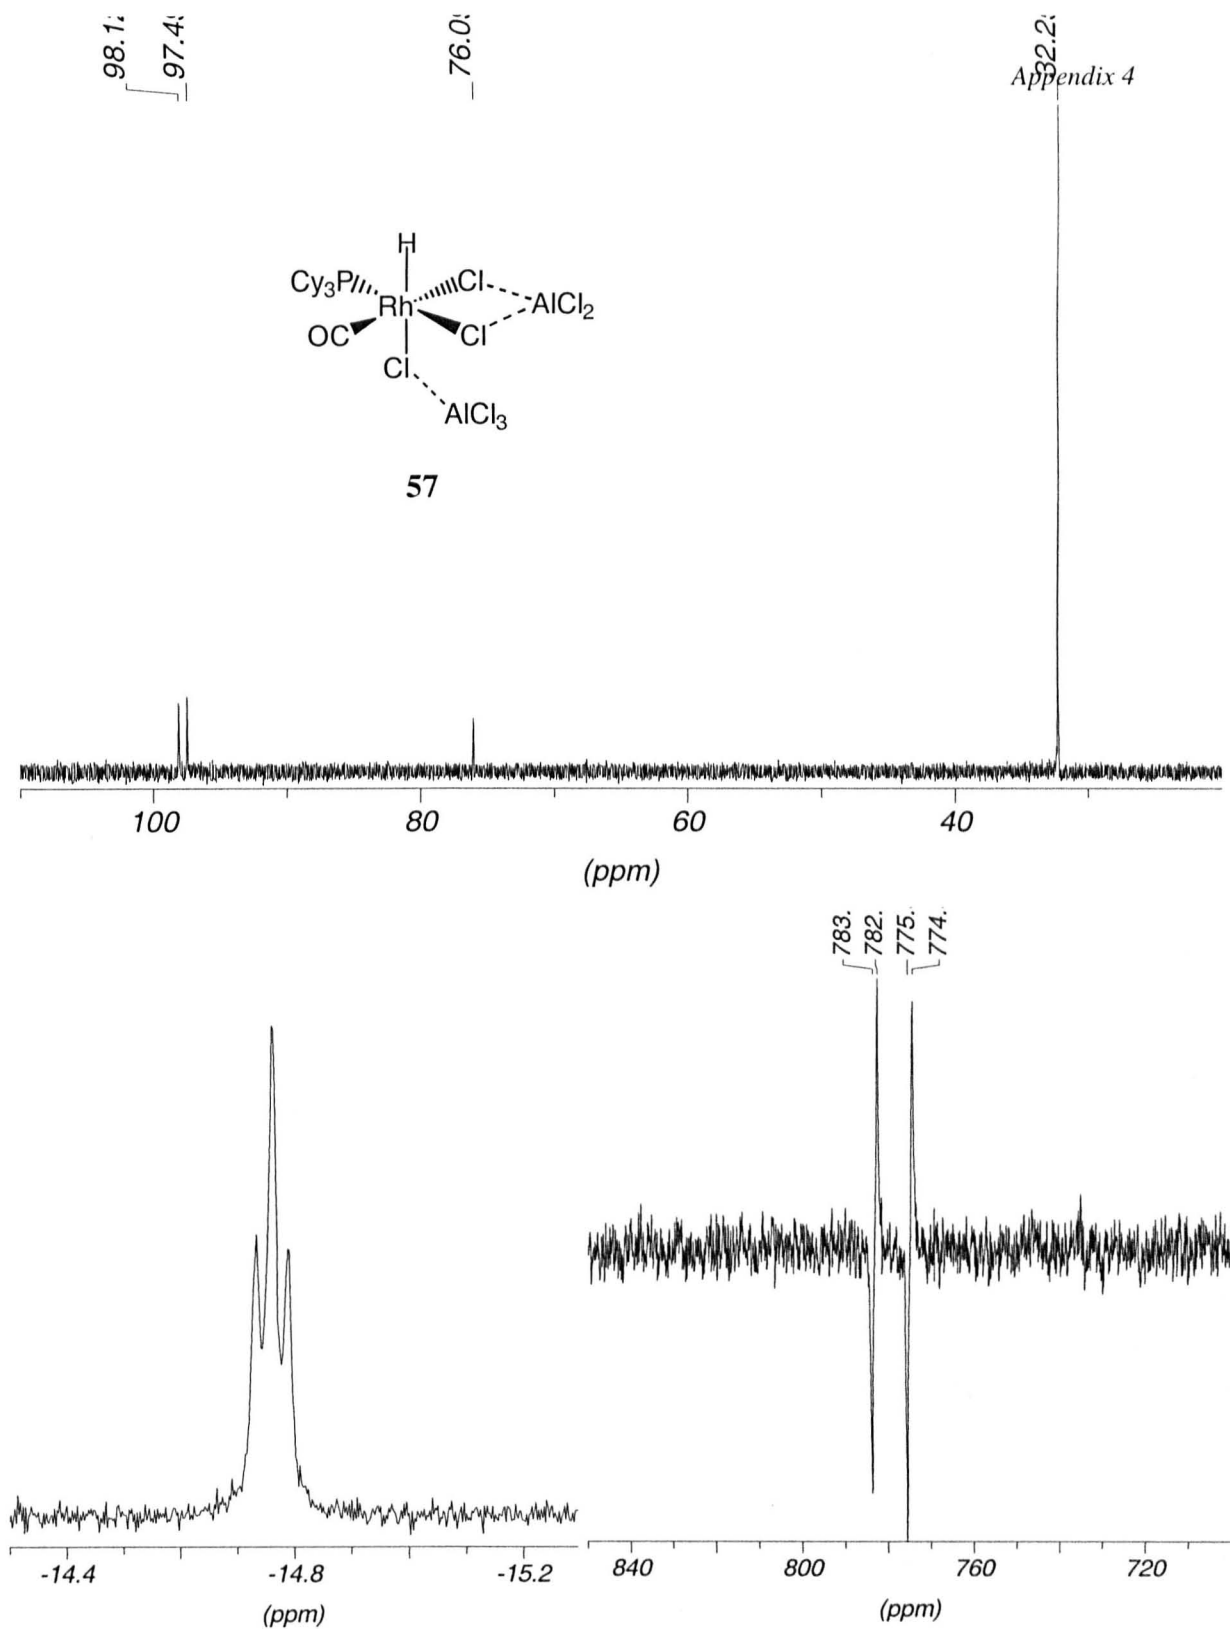 98.1
97.4
76.0
32.2
Appendix 4
H
Cy3P
Cl
Rh
AlCl2
OC
Cl
Cl
AlCl3
57
100 80 60 40
(ppm)
783.
782.
775.
774.
-14.4 -14.8 -15.2
(ppm)
840 800 760 720
(ppm)